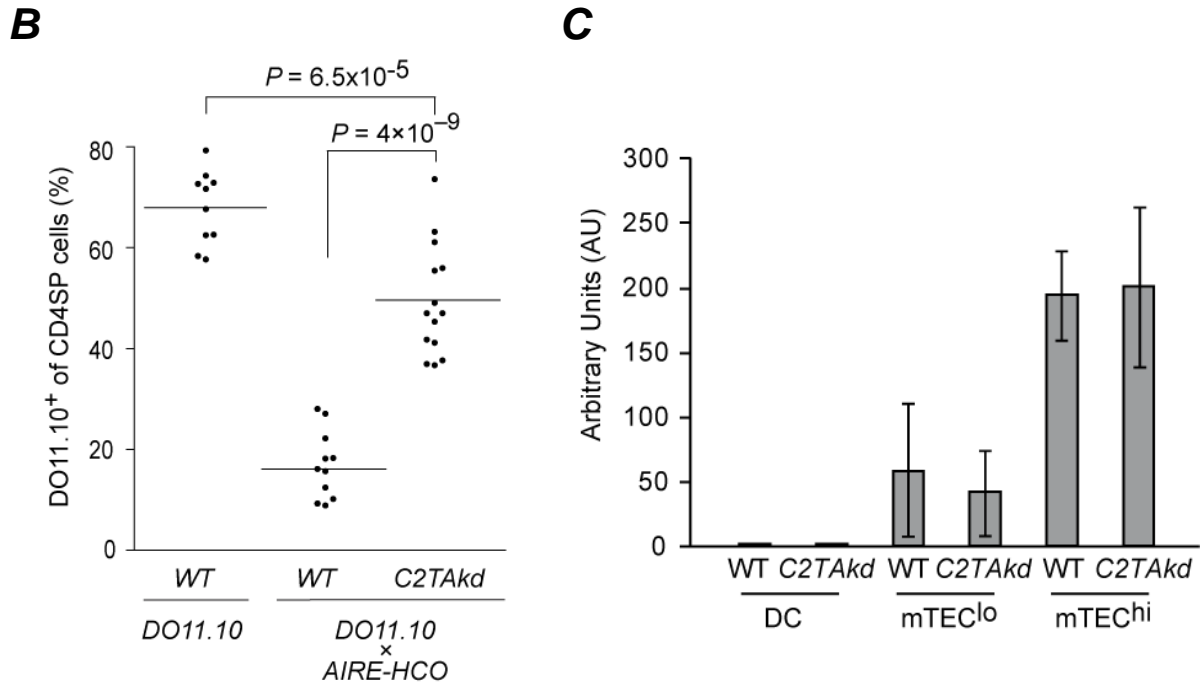 B
P = 6.5x10-5
P = 4×10–9
DO11.10+ of CD4SP cells (%)
80
60
40
20
0
WT
WT
C2TAkd
DO11.10
DO11.10
×
AIRE-HCO
C
Arbitrary Units (AU)
300
250
200
150
100
50
0
WT C2TAkd WT C2TAkd WT C2TAkd
DC
mTEClo
mTEChi